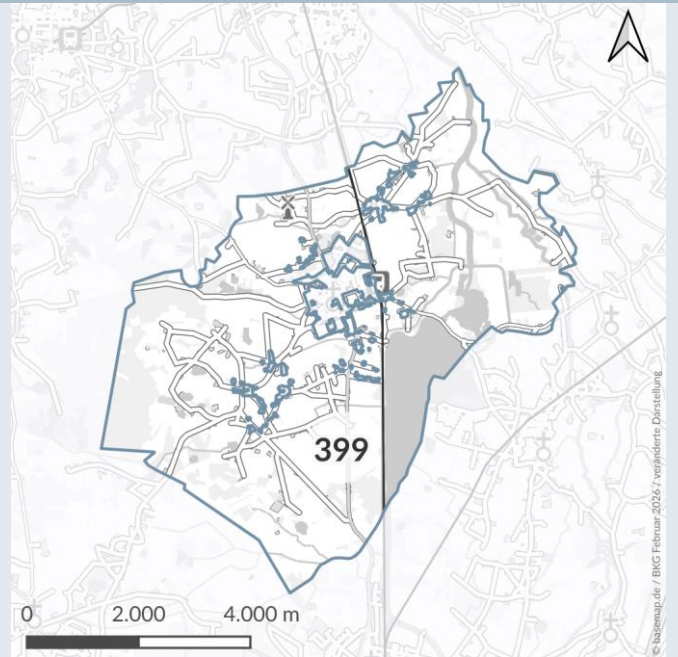 399
0 2.000 4.000 m
© basemap.de / BKG Februar 2026 / veränderte Darstellung